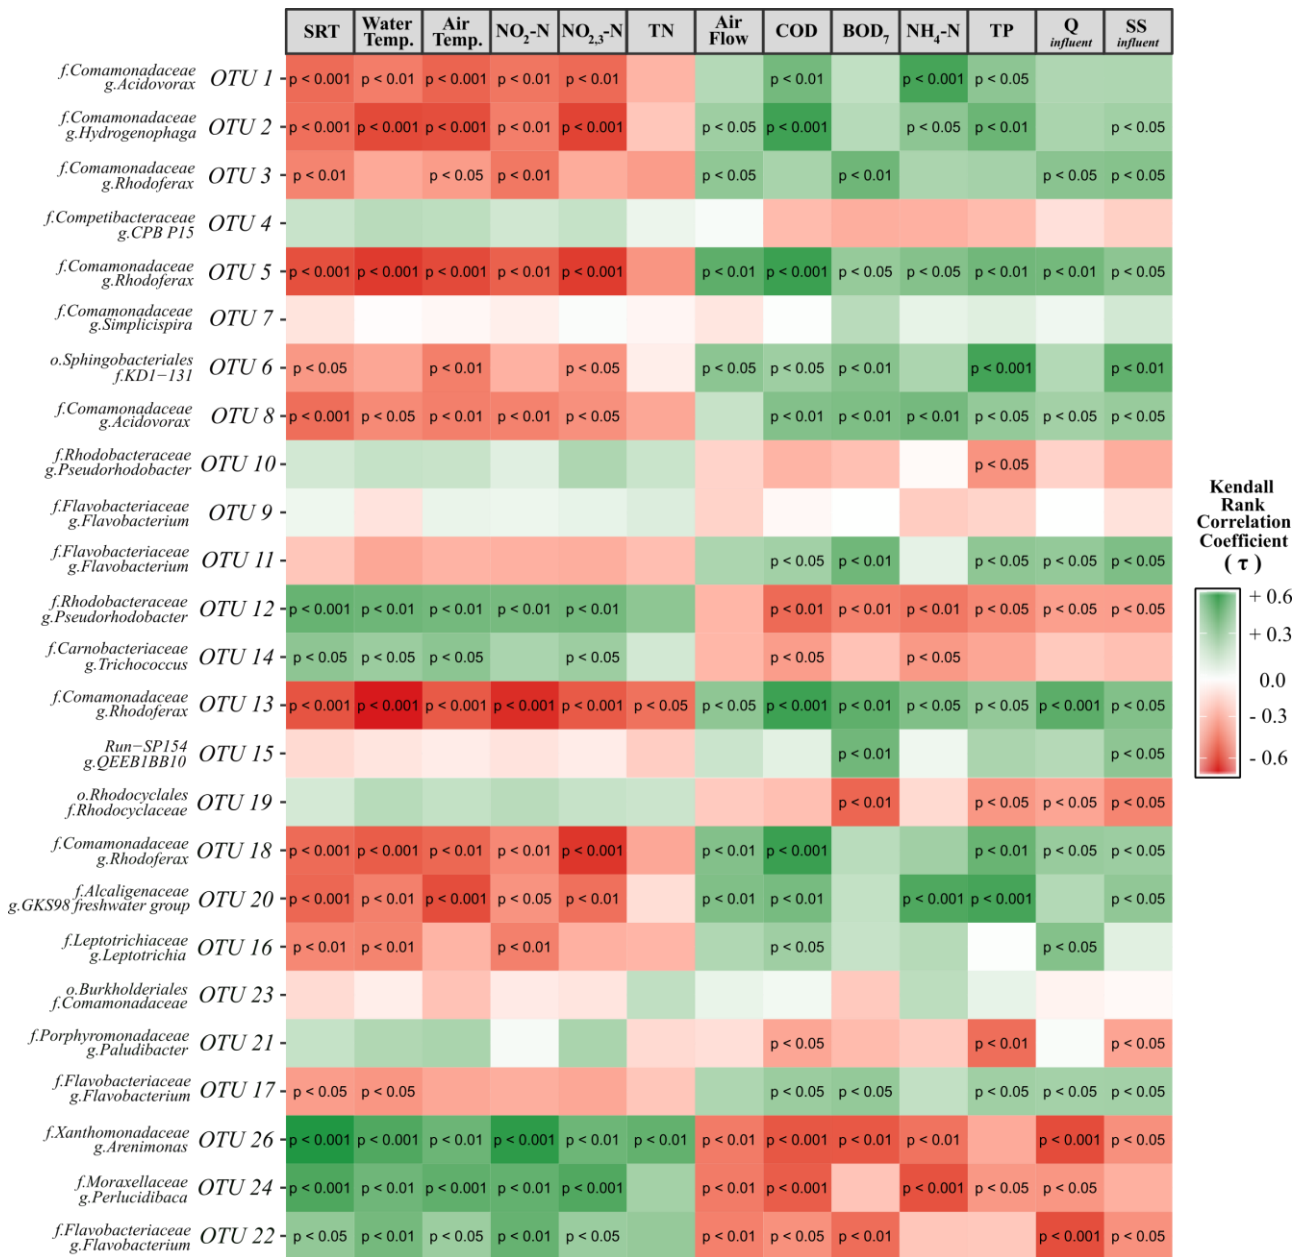 SRT Water Temp. Air Temp. NO2-N NO2,3-N TN Air Flow COD BOD7 NH4-N TP Q influent SS influent
f.Comamonadaceae g.Acidovorax OTU 1 p < 0.001 p < 0.01 p < 0.001 p < 0.01 p < 0.01 p < 0.01 p < 0.001 p < 0.05
f.Comamonadaceae g.Hydrogenophaga OTU 2 p < 0.001 p < 0.001 p < 0.001 p < 0.01 p < 0.001 p < 0.05 p < 0.001 p < 0.05 p < 0.01 p < 0.05
f.Comamonadaceae g.Rhodoferax OTU 3 p < 0.01 p < 0.05 p < 0.01 p < 0.05 p < 0.01 p < 0.05 p < 0.05
f.Competibacteraceae g.CPB P15 OTU 4
f.Comamonadaceae g.Rhodoferax OTU 5 p < 0.001 p < 0.001 p < 0.001 p < 0.01 p < 0.001 p < 0.01 p < 0.001 p < 0.05 p < 0.05 p < 0.01 p < 0.01 p < 0.05
f.Comamonadaceae g.Simplicispira OTU 7
o.Sphingobacteriales f.KD1−131 OTU 6 p < 0.05 p < 0.01 p < 0.05 p < 0.05 p < 0.05 p < 0.01 p < 0.001 p < 0.01
f.Comamonadaceae g.Acidovorax OTU 8 p < 0.001 p < 0.05 p < 0.01 p < 0.01 p < 0.05 p < 0.01 p < 0.01 p < 0.01 p < 0.05 p < 0.05 p < 0.05
f.Rhodobacteraceae g.Pseudorhodobacter OTU 10 p < 0.05
f.Flavobacteriaceae g.Flavobacterium OTU 9
f.Flavobacteriaceae g.Flavobacterium OTU 11 p < 0.05 p < 0.01 p < 0.05 p < 0.05 p < 0.05
f.Rhodobacteraceae g.Pseudorhodobacter OTU 12 p < 0.001 p < 0.01 p < 0.01 p < 0.01 p < 0.01 p < 0.01 p < 0.01 p < 0.01 p < 0.05 p < 0.05 p < 0.05
f.Carnobacteriaceae g.Trichococcus OTU 14 p < 0.05 p < 0.05 p < 0.05 p < 0.05 p < 0.05 p < 0.05
f.Comamonadaceae g.Rhodoferax OTU 13 p < 0.001 p < 0.001 p < 0.001 p < 0.001 p < 0.001 p < 0.05 p < 0.05 p < 0.001 p < 0.01 p < 0.05 p < 0.05 p < 0.001 p < 0.05
Run−SP154 g.QEEB1BB10 OTU 15 p < 0.01 p < 0.05
o.Rhodocyclales f.Rhodocyclaceae OTU 19 p < 0.01 p < 0.05 p < 0.05 p < 0.05
f.Comamonadaceae g.Rhodoferax OTU 18 p < 0.001 p < 0.001 p < 0.01 p < 0.01 p < 0.001 p < 0.01 p < 0.001 p < 0.01 p < 0.05 p < 0.05
f.Alcaligenaceae g.GKS98 freshwater group OTU 20 p < 0.001 p < 0.01 p < 0.001 p < 0.05 p < 0.01 p < 0.01 p < 0.01 p < 0.001 p < 0.001 p < 0.05
f.Leptotrichiaceae g.Leptotrichia OTU 16 p < 0.01 p < 0.01 p < 0.01 p < 0.05 p < 0.05
o.Burkholderiales f.Comamonadaceae OTU 23
f.Porphyromonadaceae g.Paludibacter OTU 21 p < 0.05 p < 0.01 p < 0.05
f.Flavobacteriaceae g.Flavobacterium OTU 17 p < 0.05 p < 0.05 p < 0.05 p < 0.05 p < 0.05 p < 0.05 p < 0.05
f.Xanthomonadaceae g.Arenimonas OTU 26 p < 0.001 p < 0.001 p < 0.01 p < 0.001 p < 0.01 p < 0.01 p < 0.01 p < 0.001 p < 0.01 p < 0.01 p < 0.001 p < 0.05
f.Moraxellaceae g.Perlucidibaca OTU 24 p < 0.001 p < 0.01 p < 0.001 p < 0.01 p < 0.001 p < 0.01 p < 0.001 p < 0.001 p < 0.05 p < 0.05
f.Flavobacteriaceae g.Flavobacterium OTU 22 p < 0.05 p < 0.01 p < 0.05 p < 0.01 p < 0.05 p < 0.01 p < 0.05 p < 0.01 p < 0.001 p < 0.05
Kendall
Rank
Correlation
Coefficient
( τ )
+ 0.6
+ 0.3
0.0
- 0.3
- 0.6